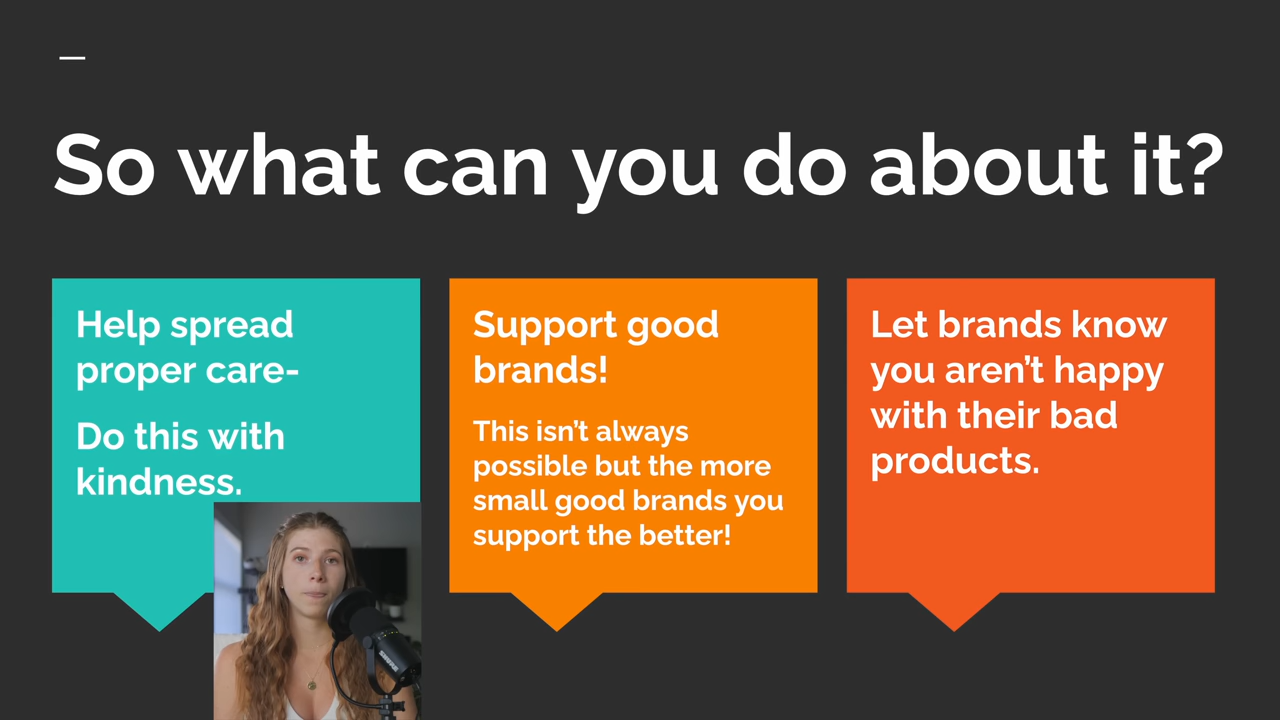 So what can you do about it?
Help spread
proper care-
Do this with
kindness.
Support good
brands!
This isn't always
possible but the more
small good brands you
support the better!
Let brands know
you aren't happy
with their bad
products.
SHURE